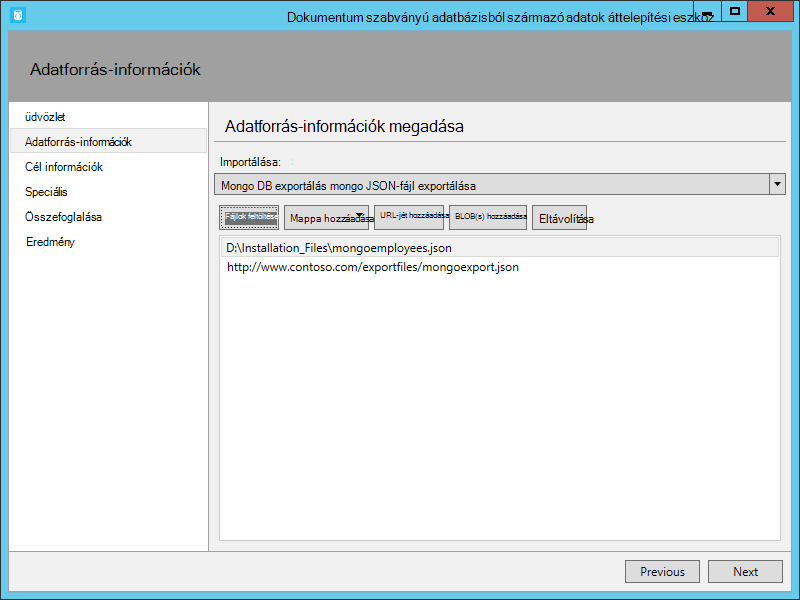 Dokumentum szabványú adatbázisból származó adatok áttelepítési eszköz
Adatforrás-információk
üdvözlet
Adatforrás-információk
Cél információk
Speciális
Összefoglalása
Eredmény
Adatforrás-információk megadása
Importálása:
Mongo DB exportálás mongo JSON-fájl exportálása
Fájlok feltöltése
Mappa hozzáadása
URL-jét hozzáadása
BLOB(s) hozzáadása
Eltávolítása
D:\Installation_Files\mongoemployees.json
http://www.contoso.com/exportfiles/mongoexport.json
Previous
Next